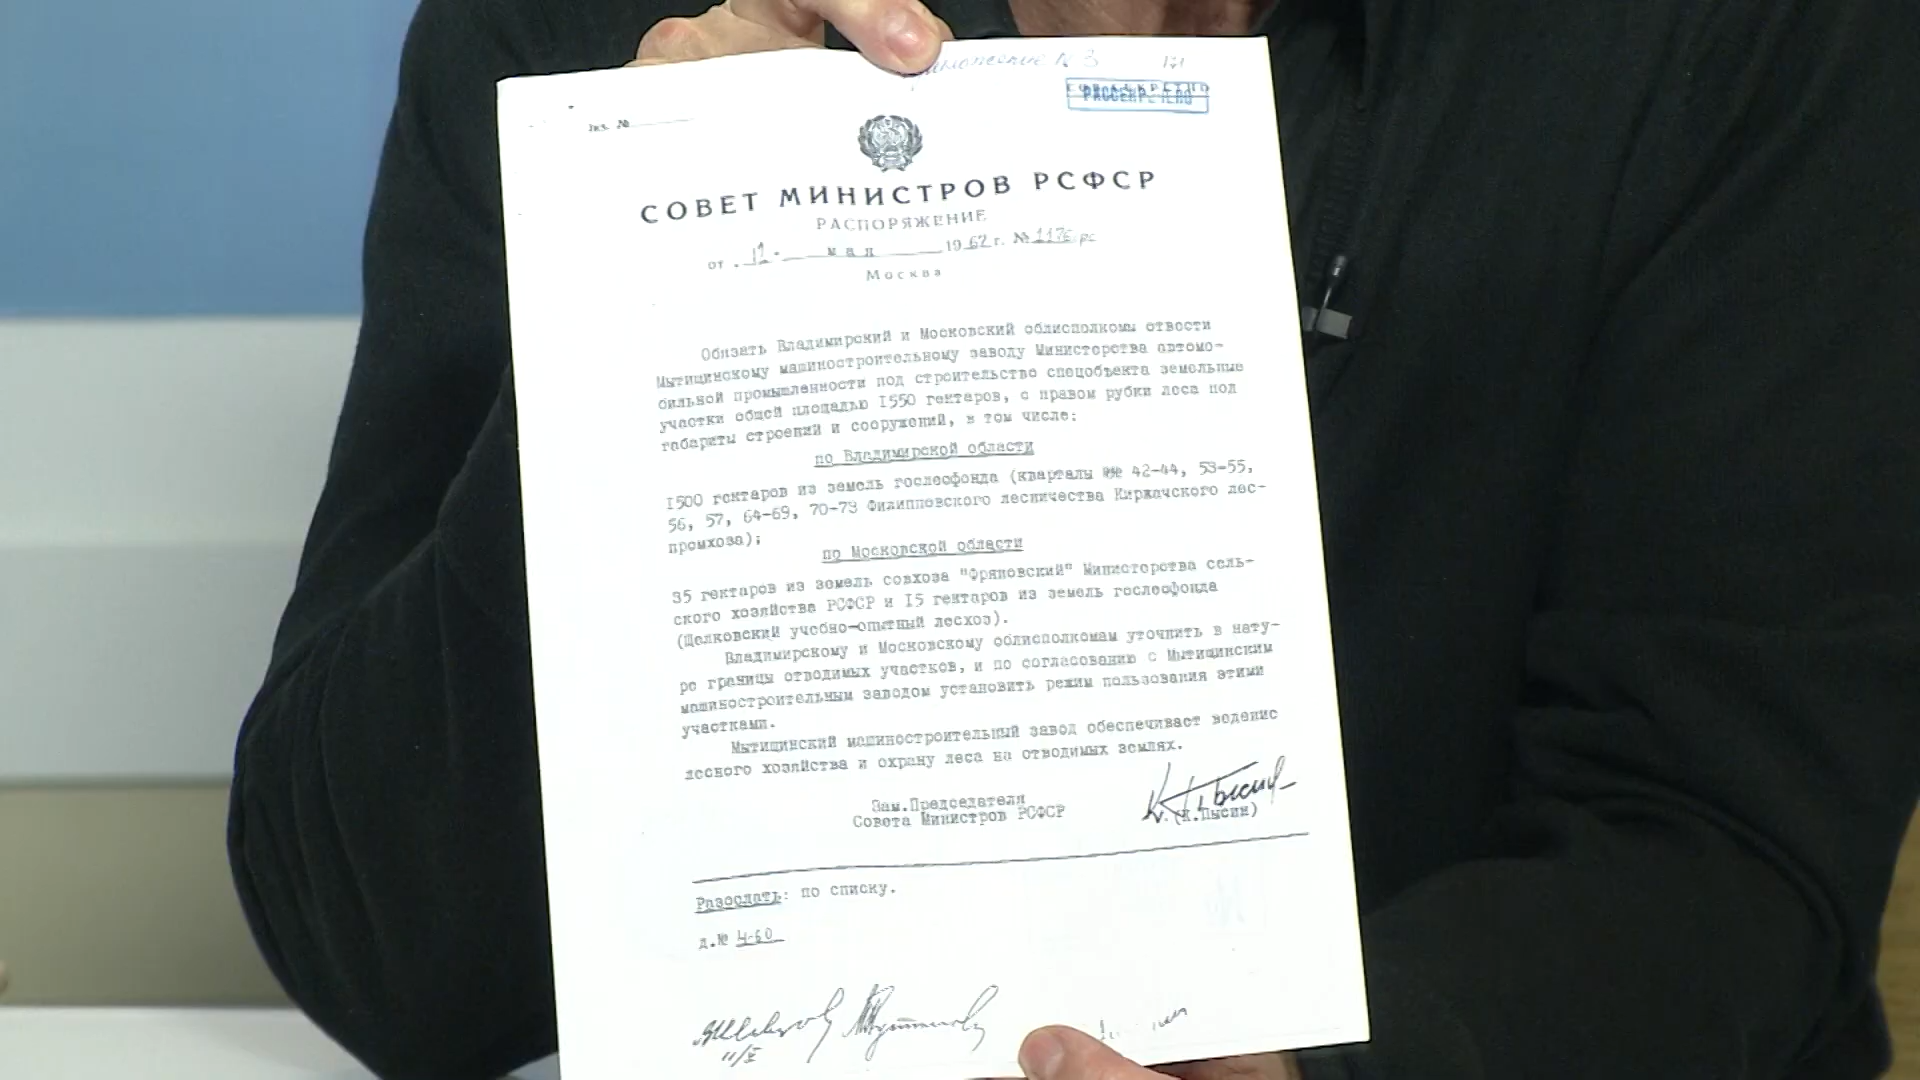 № 3
РАССЕКРЕЧЕНО
Экз. №
СОВЕТ МИНИСТРОВ РСФСР
РАСПОРЯЖЕНИЕ
от мая 1962 г. № рс
Москва
Обязать Владимирский и Московский облисполкомы отвести
Мытищинскому машиностроительному заводу Министерства автомо-
бильной промышленности под строительство спецобъекта земельные
участки общей площадью 1550 гектаров, с правом рубки леса под
габариты строений и сооружений, в том числе:
по Владимирской области
1500 гектаров из земель гослесфонда (кварталы №№ 42-44, 53-55,
56, 57, 64-69, 70-73 Филипповского лесничества Киржачского лес-
промхоза);
по Московской области
35 гектаров из земель совхоза "Фряновский" Министерства сель-
ского хозяйства РСФСР и 15 гектаров из земель гослесфонда
(Щелковский учебно-опытный лесхоз).
Владимирскому и Московскому облисполкомам уточнить в нату-
ре границы отводимых участков, и по согласованию с Мытищинским
машиностроительным заводом установить режим пользования этими
участками.
Мытищинский машиностроительный завод обеспечивает ведение
лесного хозяйства и охрану леса на отводимых землях.
Зам.Председателя
Совета Министров РСФСР (К.Пысин)
Разослать: по списку.
д.№ 4-60